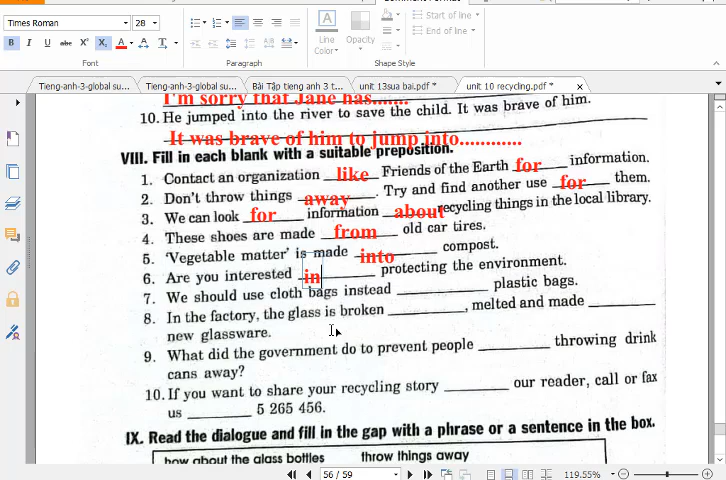 Comment Format
Times Roman 28 Start of line
Line Color Opacity End of line
B I U abc X² X₂ A T
Font Paragraph Shape Style
Tieng-anh-3-global su... Tieng-anh-3-global su... Bài Tập tieng anh 3 t... unit 13sua bai.pdf * unit 10 recycling.pdf *
I'm sorry that Jane has.......
10. He jumped into the river to save the child. It was brave of him.
It was brave of him to jump into............
VIII. Fill in each blank with a suitable preposition.
1. Contact an organization like Friends of the Earth for information.
2. Don't throw things away. Try and find another use for them.
3. We can look for information about recycling things in the local library.
4. These shoes are made from old car tires.
5. 'Vegetable matter' is made into compost.
6. Are you interested in protecting the environment.
7. We should use cloth bags instead ________ plastic bags.
8. In the factory, the glass is broken ________, melted and made ________
new glassware.
9. What did the government do to prevent people ________ throwing drink
cans away?
10. If you want to share your recycling story ________ our reader, call or fax
us ________ 5 265 456.
IX. Read the dialogue and fill in the gap with a phrase or a sentence in the box.
how about the glass bottles throw things away
56 / 59 119.55%